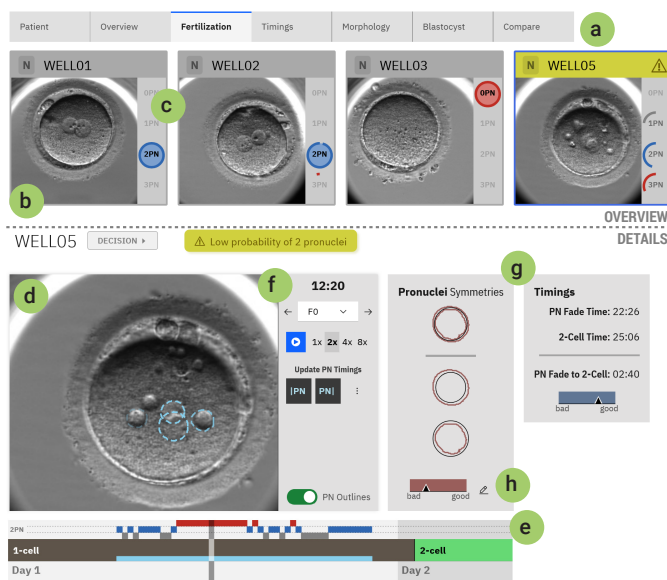 Patient Overview Fertilization Timings Morphology Blastocyst Compare
a
N WELL01 N WELL02 N WELL03 N WELL05
c
0PN 0PN 0PN 0PN
1PN 1PN 1PN 1PN
2PN 2PN 2PN 2PN
3PN 3PN 3PN
b
OVERVIEW
WELL05 DECISION Low probability of 2 pronuclei DETAILS
d f g
12:20
F0
1x 2x 4x 8x
Update PN Timings
|PN PN|
PN Outlines
Pronuclei Symmetries
bad good
h
Timings
PN Fade Time: 22:26
2-Cell Time: 25:06
PN Fade to 2-Cell: 02:40
bad good
2PN
e
1-cell 2-cell
Day 1 Day 2